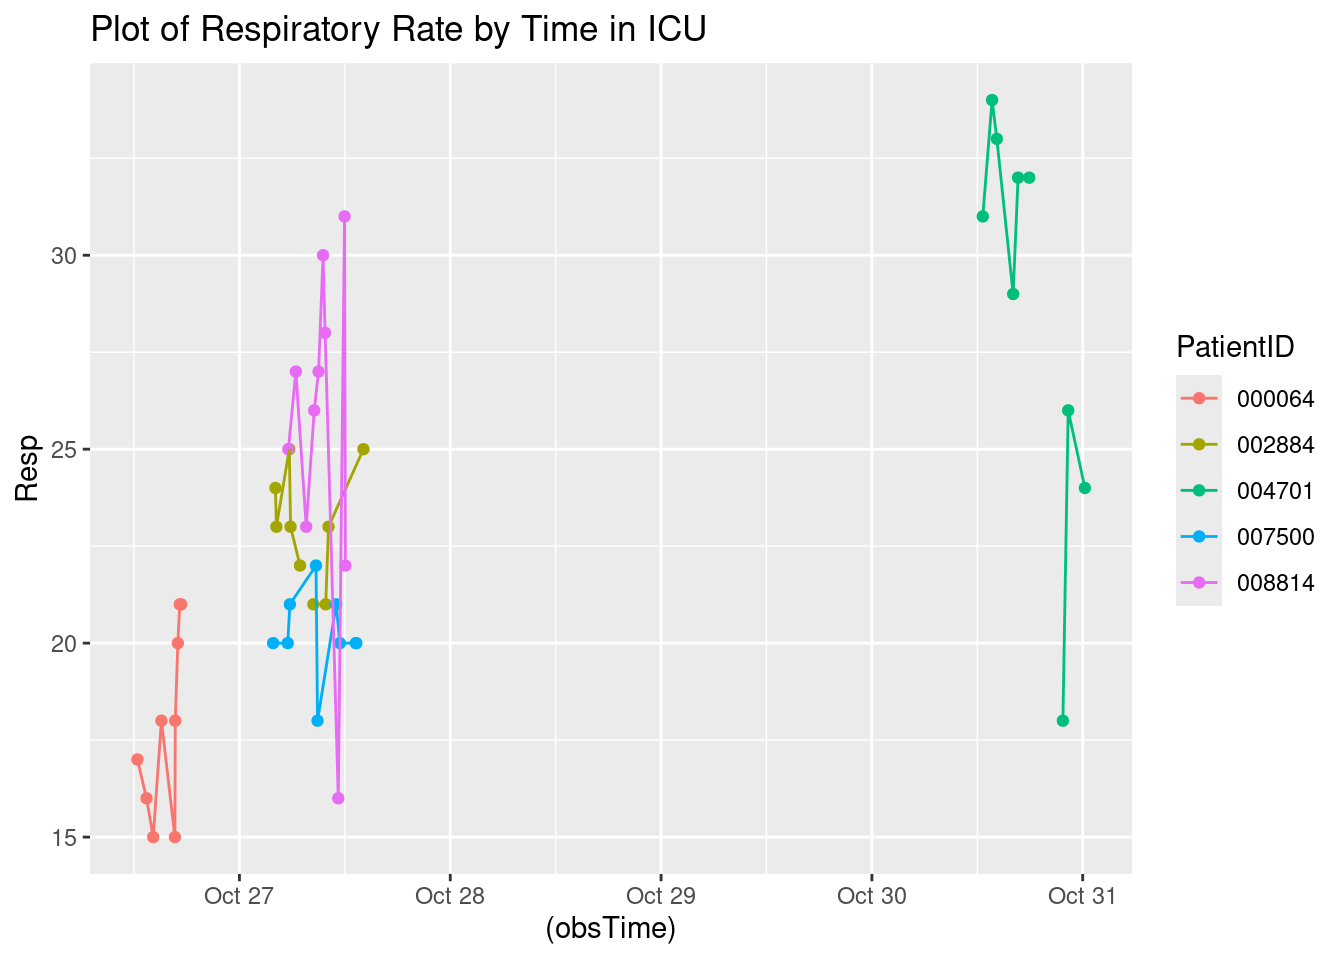 Plot of Respiratory Rate by Time in ICU
Resp
30
25
20
15
Oct 27
Oct 28
Oct 29
Oct 30
Oct 31
(obsTime)
PatientID
000064
002884
004701
007500
008814